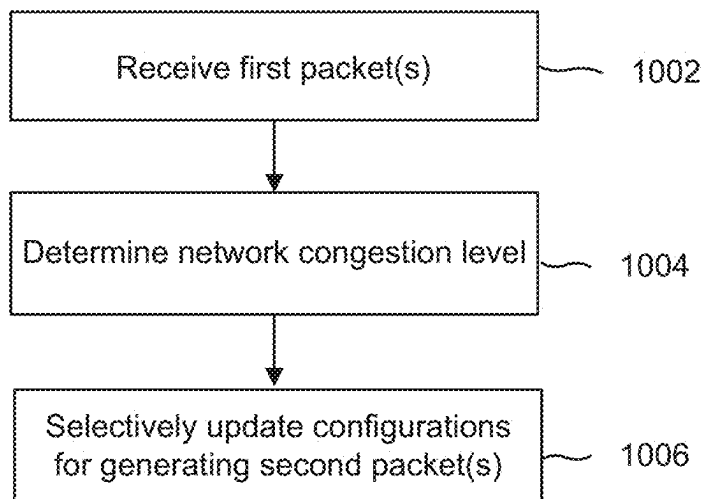 Receive first packet(s)
1002
Determine network congestion level
1004
Selectively update configurations
for generating second packet(s)
1006